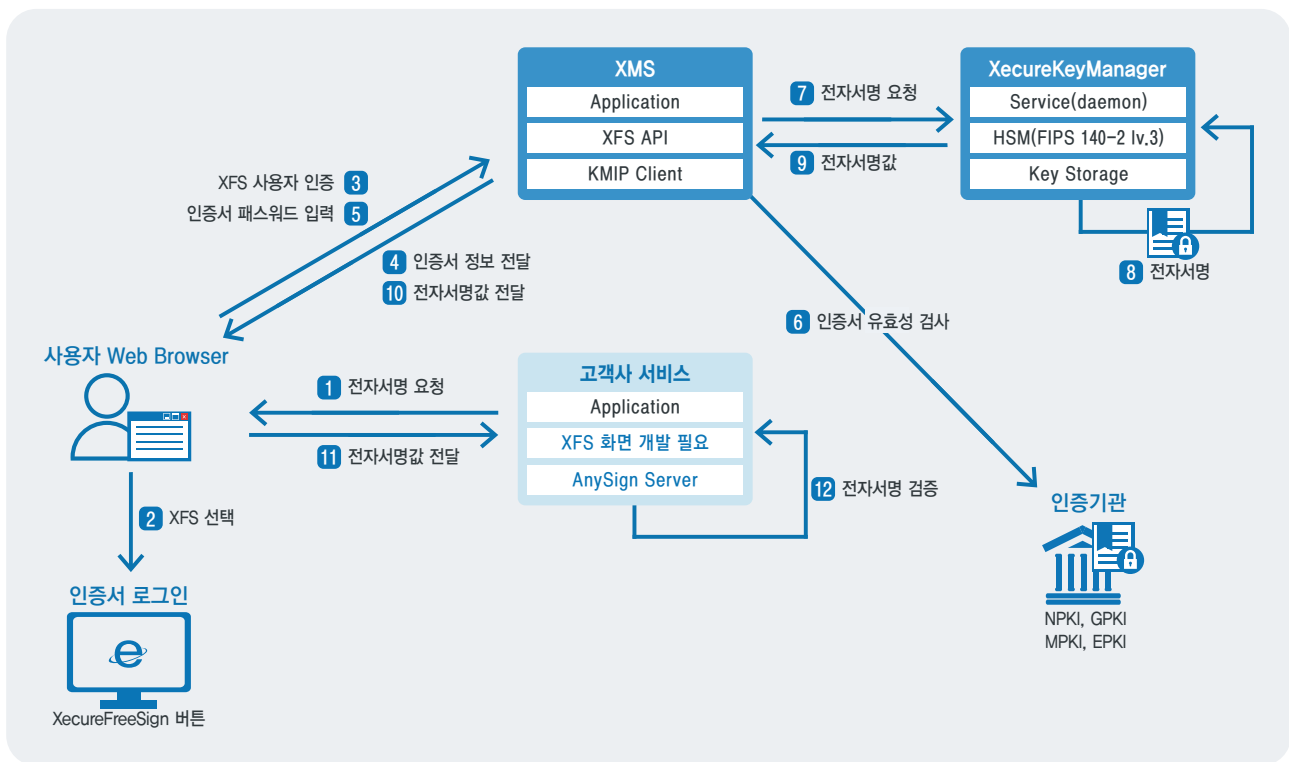 XMS
Application
XFS API
KMIP Client
7 전자서명 요청
9 전자서명값
XecureKeyManager
Service(daemon)
HSM(FIPS 140-2 lv.3)
Key Storage
8 전자서명
XFS 사용자 인증 3
인증서 패스워드 입력 5
4 인증서 정보 전달
10 전자서명값 전달
6 인증서 유효성 검사
사용자 Web Browser
1 전자서명 요청
11 전자서명값 전달
고객사 서비스
Application
XFS 화면 개발 필요
AnySign Server
12 전자서명 검증
2 XFS 선택
인증서 로그인
e
XecureFreeSign 버튼
인증기관
NPKI, GPKI
MPKI, EPKI